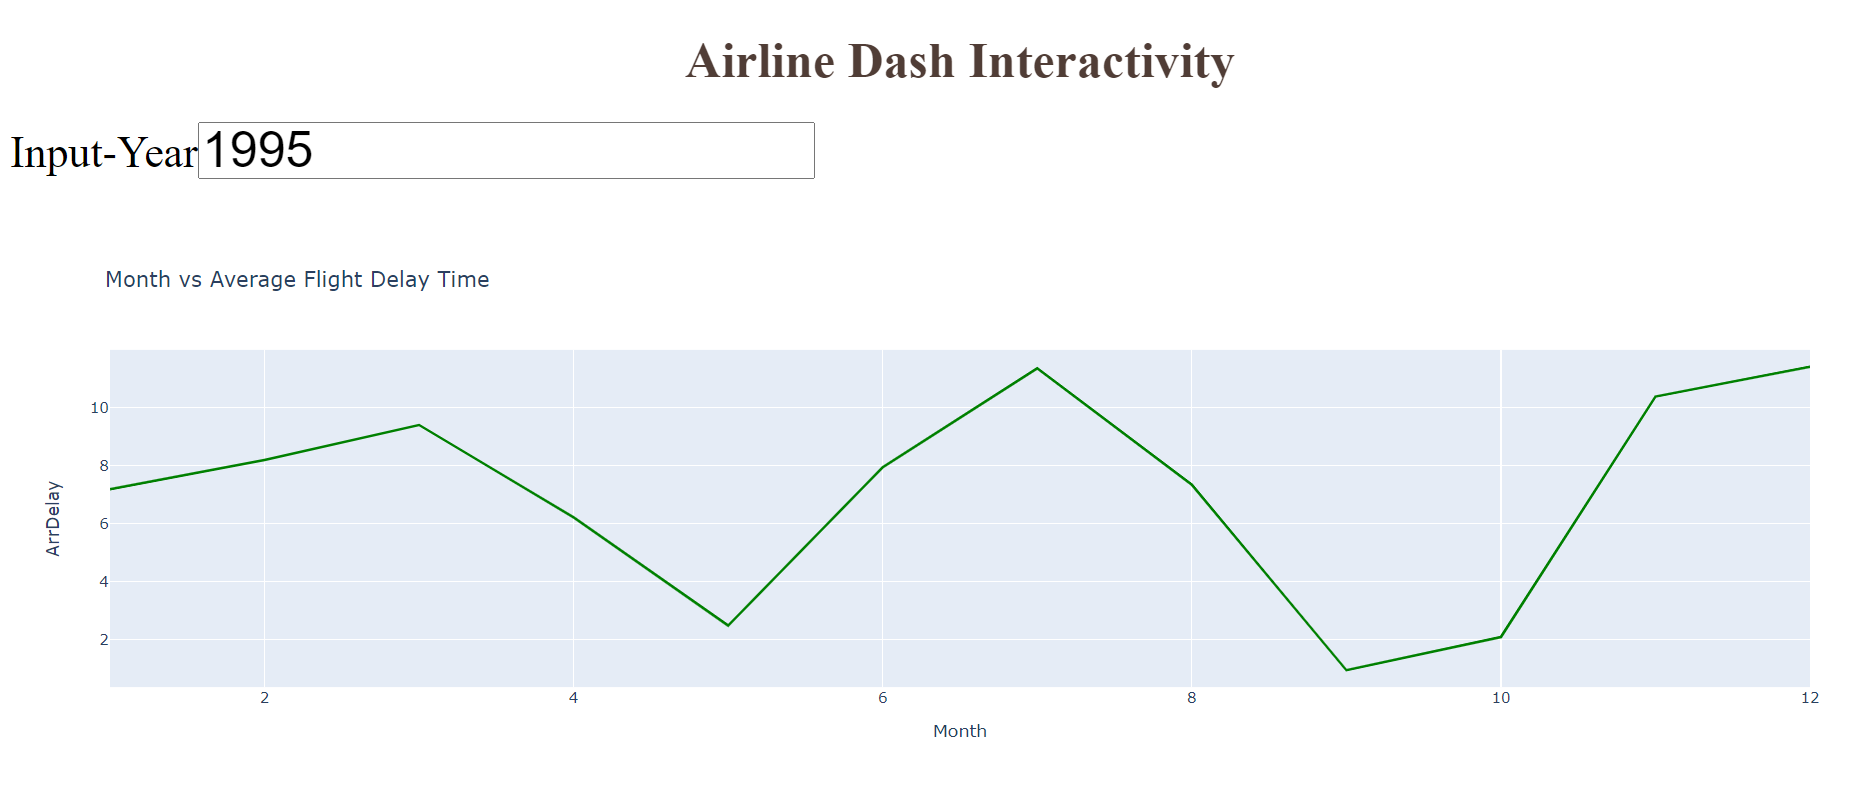 Airline Dash Interactivity
Input-Year 1995
Month vs Average Flight Delay Time
10
8
6
4
2
ArrDelay
2 4 6 8 10 12
Month